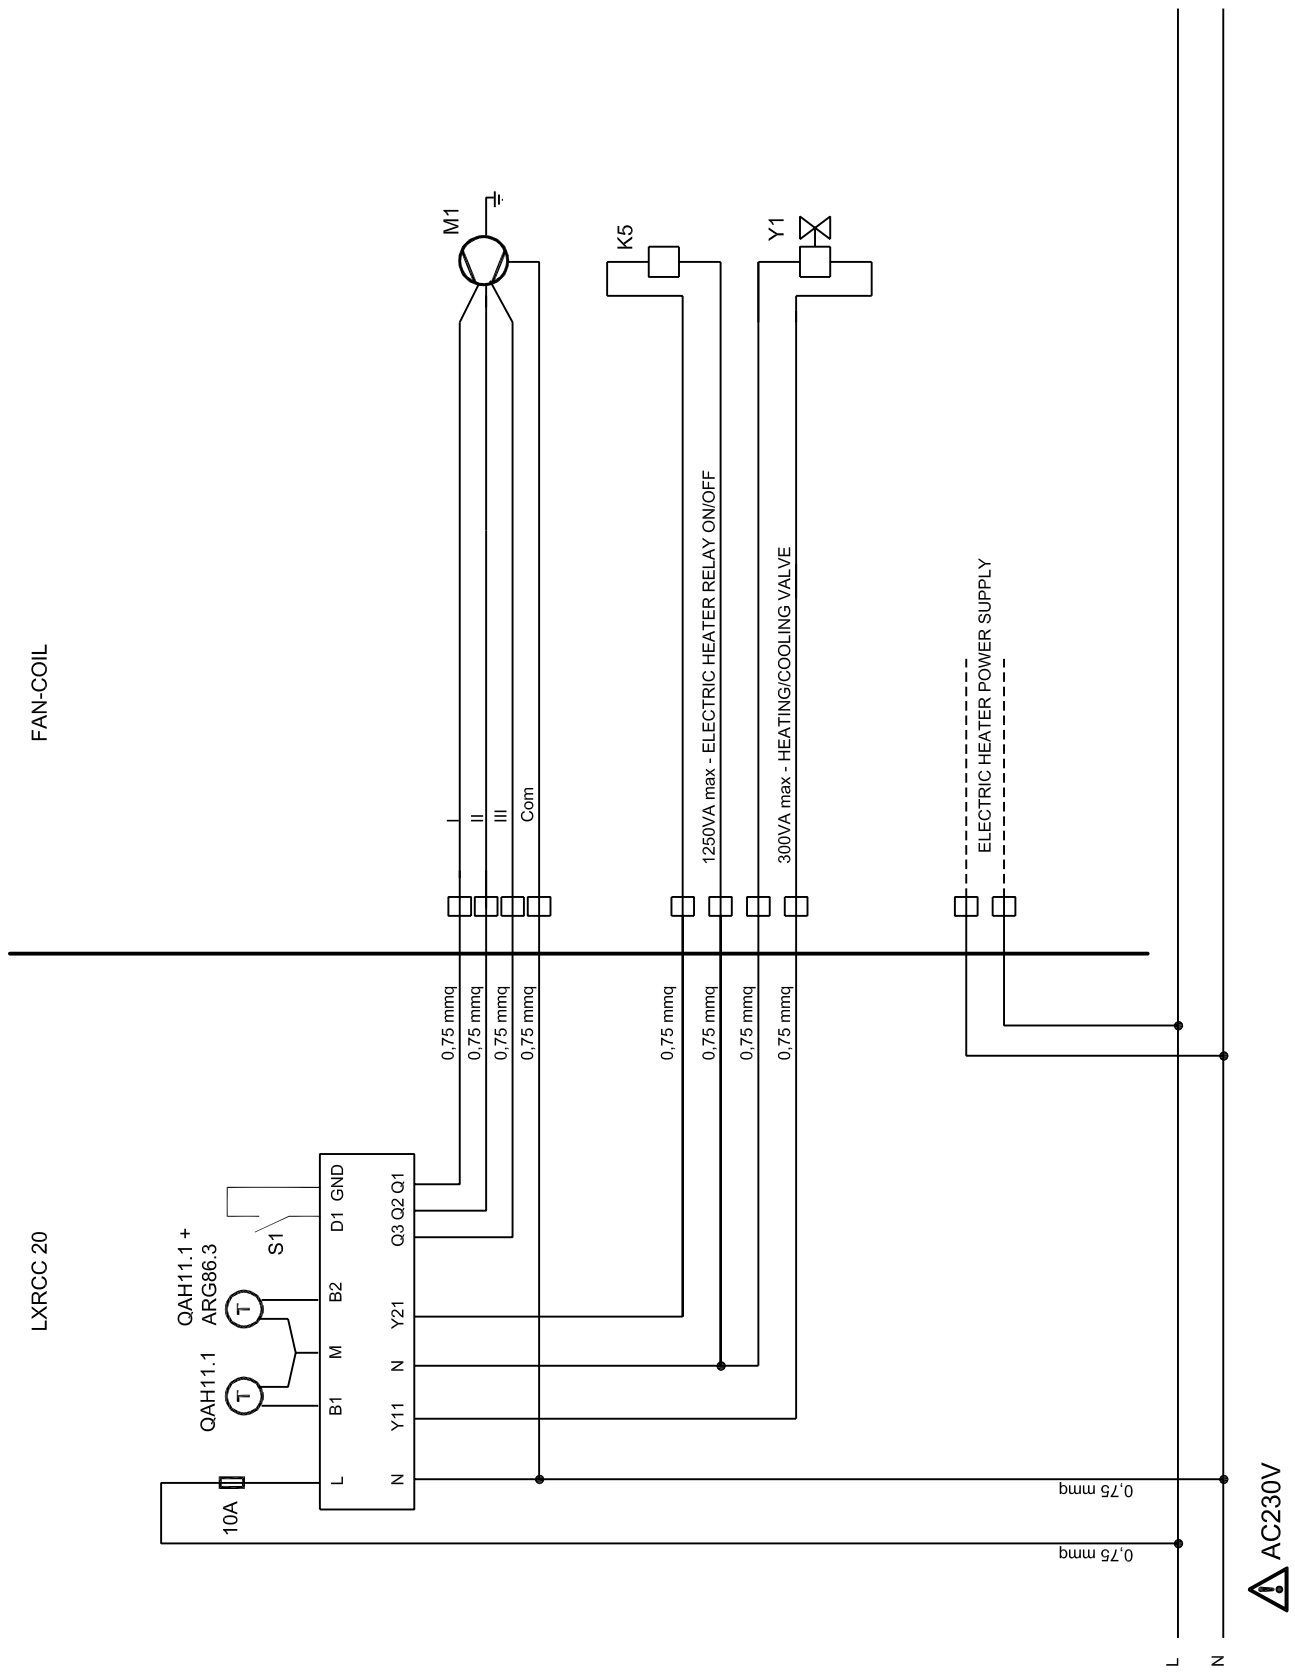 LXRCC 20
FAN-COIL
QAH11.1
QAH11.1 +
ARG86.3
T
T
10A
S1
L
B1
M
B2
D1
GND
N
Y11
N
Y21
Q3
Q2
Q1
0,75 mmq
0,75 mmq
0,75 mmq
0,75 mmq
0,75 mmq
0,75 mmq
0,75 mmq
0,75 mmq
I
II
III
Com
M1
K5
Y1
1250VA max - ELECTRIC HEATER RELAY ON/OFF
300VA max - HEATING/COOLING VALVE
ELECTRIC HEATER POWER SUPPLY
0,75 mmq
0,75 mmq
L
N
! AC230V